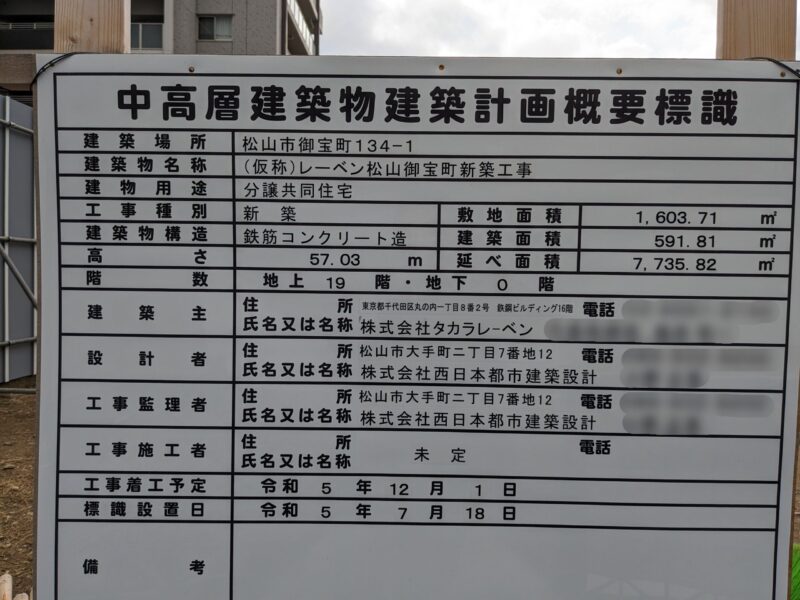 中高層建築物建築計画概要標識
建築場所 松山市御宝町134-1
建築物名称 (仮称)レーベン松山御宝町新築工事
建物用途 分譲共同住宅
工事種別 新築 敷地面積 1,603.71 ㎡
建築物構造 鉄筋コンクリート造 建築面積 591.81 ㎡
高さ 57.03 m 延べ面積 7,735.82 ㎡
階数 地上 19 階・地下 0 階
建築主 住所 東京都千代田区丸の内一丁目8番2号 鉄鋼ビルディング16階 電話
氏名又は名称 株式会社タカラレーベン
設計者 住所 松山市大手町二丁目7番地12 電話
氏名又は名称 株式会社西日本都市建築設計
工事監理者 住所 松山市大手町二丁目7番地12 電話
氏名又は名称 株式会社西日本都市建築設計
工事施工者 住所 電話
氏名又は名称 未定
工事着工予定 令和 5 年 12 月 1 日
標識設置日 令和 5 年 7 月 18 日
備考